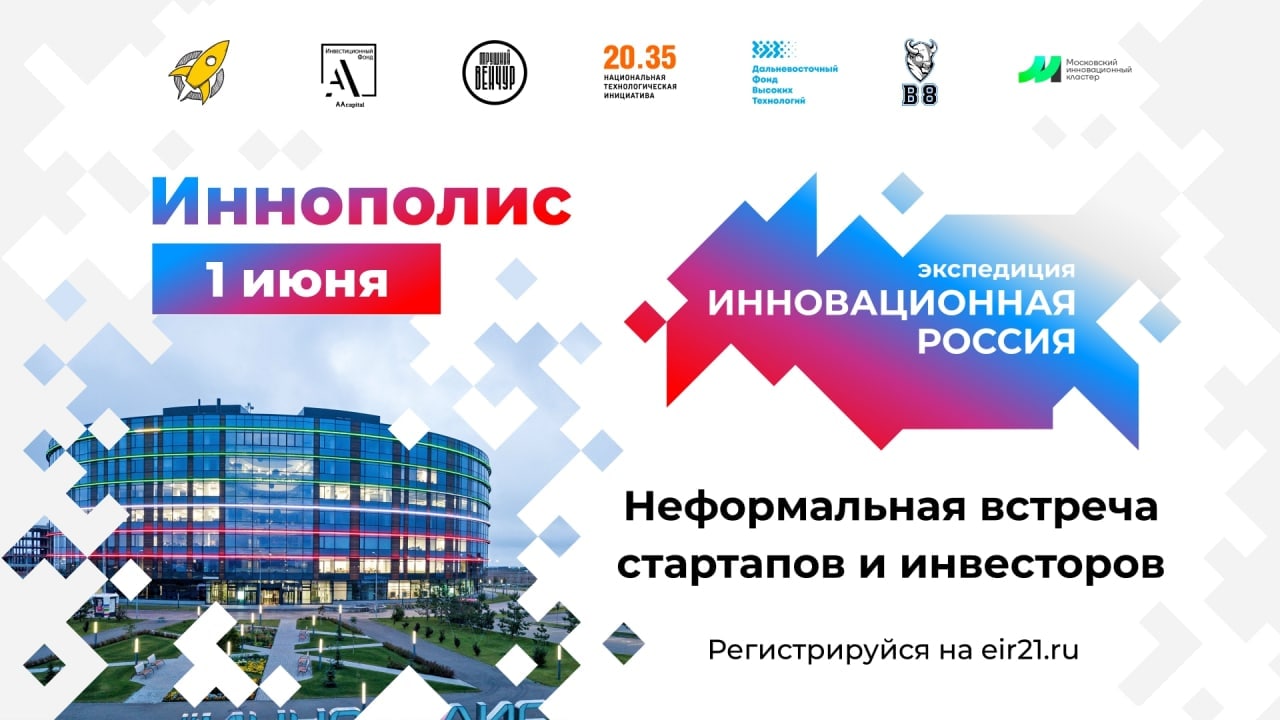 Инвестиционный
Фонд
A
AAcapital
ТРУШКИН
ВЕНЧУР
20.35
НАЦИОНАЛЬНАЯ
ТЕХНОЛОГИЧЕСКАЯ
ИНИЦИАТИВА
Дальневосточный
Фонд
Высоких
Технологий
B8
Московский
инновационный
кластер
Иннополис
1 июня
экспедиция
ИННОВАЦИОННАЯ
РОССИЯ
Неформальная встреча
стартапов и инвесторов
Регистрируйся на eir21.ru